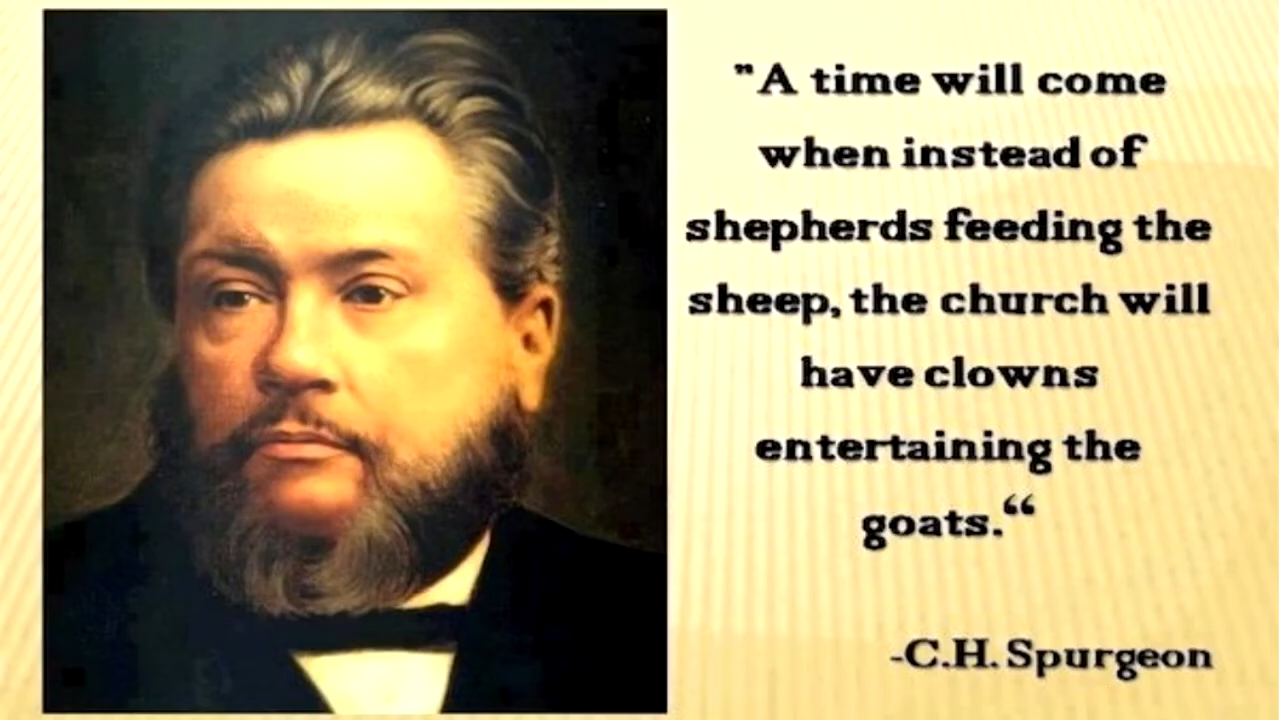 "A time will come
when instead of
shepherds feeding the
sheep, the church will
have clowns
entertaining the
goats.“
-C.H. Spurgeon